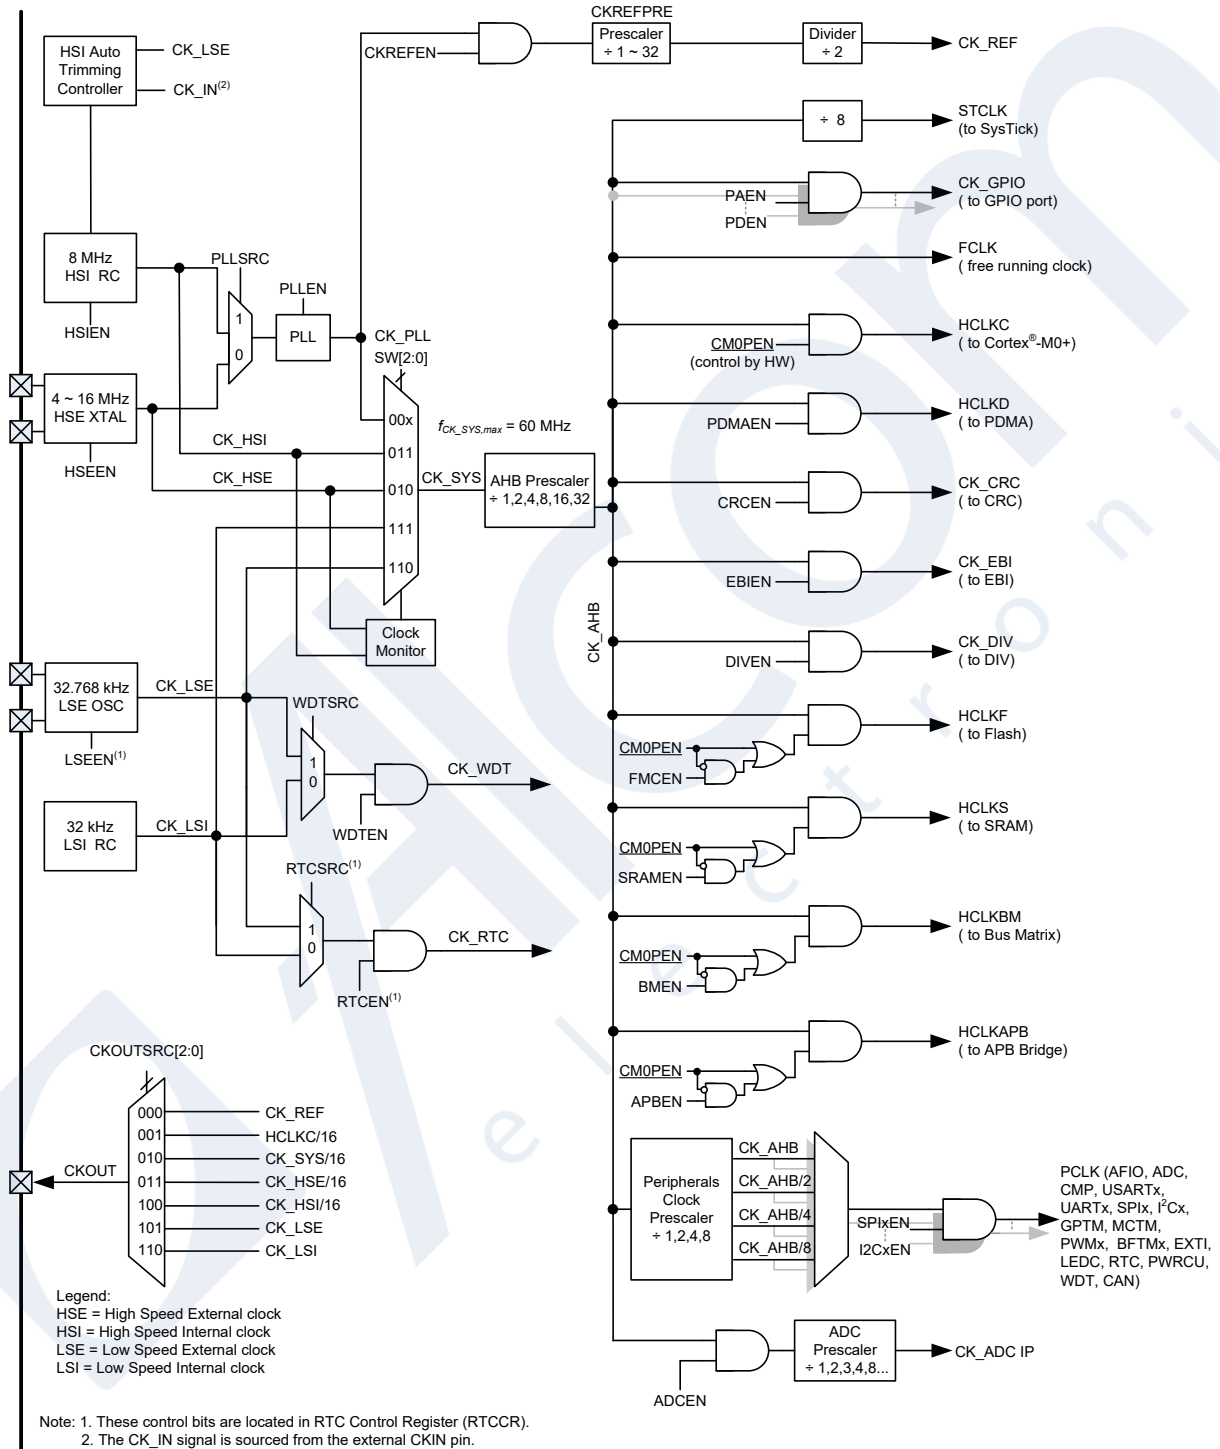 CKREFPRE
HSI Auto
Trimming
Controller
CK_LSE
CK_IN(2)
CKREFEN
Prescaler
÷ 1 ~ 32
Divider
÷ 2
CK_REF
÷ 8
STCLK
(to SysTick)
PAEN
PDEN
CK_GPIO
( to GPIO port)
8 MHz
HSI RC
HSIEN
PLLSRC
1
0
PLLEN
PLL
CK_PLL
SW[2:0]
FCLK
( free running clock)
CM0PEN
(control by HW)
HCLKC
( to Cortex®-M0+)
4 ~ 16 MHz
HSE XTAL
HSEEN
CK_HSI
CK_HSE
00x
011
010
111
110
fCK_SYS,max = 60 MHz
CK_SYS
AHB Prescaler
÷ 1,2,4,8,16,32
Clock
Monitor
PDMAEN
HCLKD
( to PDMA)
CRCEN
CK_CRC
( to CRC)
EBIEN
CK_EBI
( to EBI)
CK_AHB
DIVEN
CK_DIV
( to DIV)
32.768 kHz
LSE OSC
LSEEN(1)
CK_LSE
WDTSRC
1
0
CK_WDT
WDTEN
CM0PEN
FMCEN
HCLKF
( to Flash)
32 kHz
LSI RC
CK_LSI
RTCSRC(1)
1
0
CK_RTC
RTCEN(1)
CM0PEN
SRAMEN
HCLKS
( to SRAM)
CM0PEN
BMEN
HCLKBM
( to Bus Matrix)
CM0PEN
APBEN
HCLKAPB
( to APB Bridge)
CKOUTSRC[2:0]
CKOUT
000
001
010
011
100
101
110
CK_REF
HCLKC/16
CK_SYS/16
CK_HSE/16
CK_HSI/16
CK_LSE
CK_LSI
Peripherals
Clock
Prescaler
÷ 1,2,4,8
CK_AHB
CK_AHB/2
CK_AHB/4
CK_AHB/8
SPIxEN
I2CxEN
PCLK (AFIO, ADC,
CMP, USARTx,
UARTx, SPIx, I2Cx,
GPTM, MCTM,
PWMx, BFTMx, EXTI,
LEDC, RTC, PWRCU,
WDT, CAN)
Legend:
HSE = High Speed External clock
HSI = High Speed Internal clock
LSE = Low Speed External clock
LSI = Low Speed Internal clock
ADCEN
ADC
Prescaler
÷ 1,2,3,4,8...
CK_ADC IP
Note: 1. These control bits are located in RTC Control Register (RTCCR).
2. The CK_IN signal is sourced from the external CKIN pin.